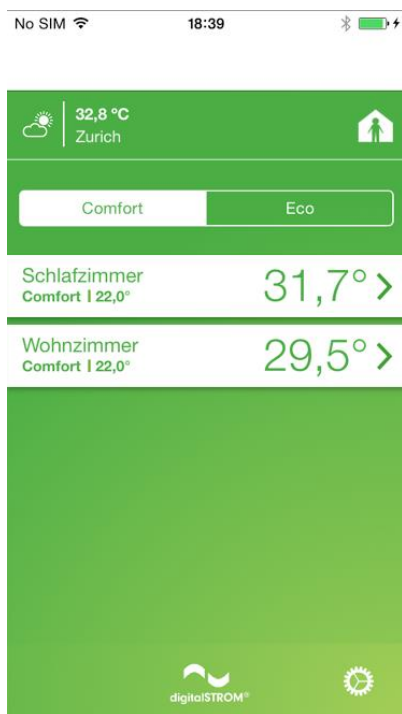 No SIM 18:39
32,8 °C
Zurich
Comfort Eco
Schlafzimmer 31,7°
Comfort | 22,0°
Wohnzimmer 29,5°
Comfort | 22,0°
digitalSTROM®